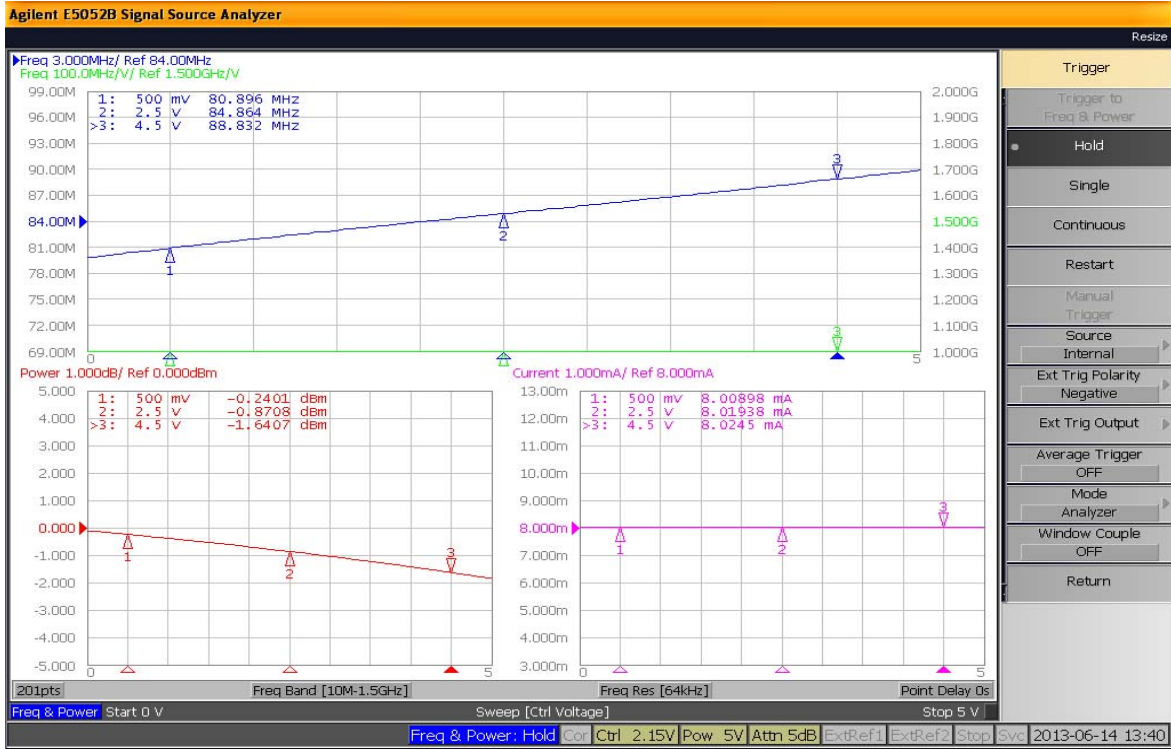 Agilent E5052B Signal Source Analyzer
Resize
Freq 3.000MHz/ Ref 84.00MHz
Freq 100.0MHz/V/ Ref 1.500GHz/V
99.00M
96.00M
93.00M
90.00M
87.00M
84.00M
81.00M
78.00M
75.00M
72.00M
69.00M
1: 500 mV 80.896 MHz
2: 2.5 V 84.864 MHz
>3: 4.5 V 88.832 MHz
2.000G
1.900G
1.800G
1.700G
1.600G
1.500G
1.400G
1.300G
1.200G
1.100G
1.000G
1
2
3
3
0
5
Power 1.000dB/ Ref 0.000dBm
5.000
4.000
3.000
2.000
1.000
0.000
-1.000
-2.000
-3.000
-4.000
-5.000
1: 500 mV -0.2401 dBm
2: 2.5 V -0.8708 dBm
>3: 4.5 V -1.6407 dBm
1
2
3
0
5
Current 1.000mA/ Ref 8.000mA
13.00m
12.00m
11.00m
10.00m
9.000m
8.000m
7.000m
6.000m
5.000m
4.000m
3.000m
1: 500 mV 8.00898 mA
2: 2.5 V 8.01938 mA
>3: 4.5 V 8.0245 mA
1
2
3
0
5
201pts
Freq Band [10M-1.5GHz]
Freq Res [64kHz]
Point Delay 0s
Freq & Power Start 0 V
Sweep [Ctrl Voltage]
Stop 5 V
Trigger
Trigger to
Freq & Power
Hold
Single
Continuous
Restart
Manual
Trigger
Source
Internal
Ext Trig Polarity
Negative
Ext Trig Output
Average Trigger
OFF
Mode
Analyzer
Window Couple
OFF
Return
Freq & Power: Hold Cor Ctrl 2.15V Pow 5V Attn 5dB ExtRef1 ExtRef2 Stop Svc 2013-06-14 13:40